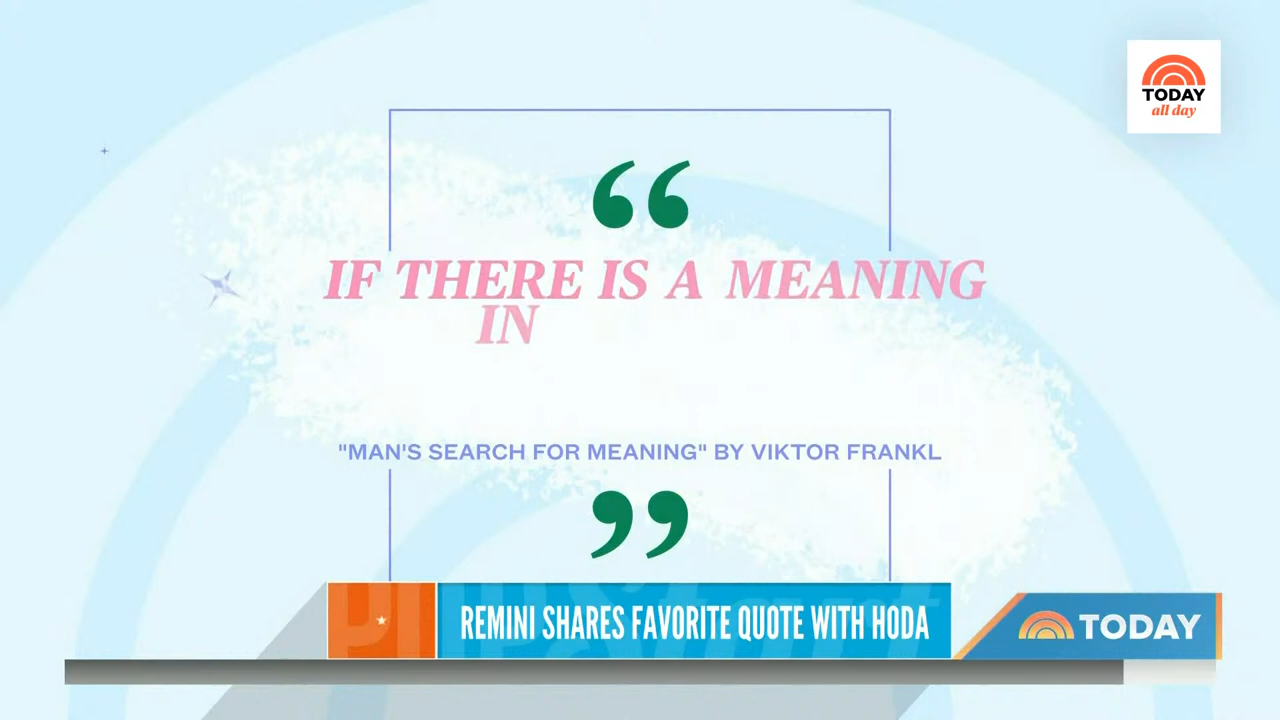 TODAY
all day
“
IF THERE IS A MEANING
IN
"MAN'S SEARCH FOR MEANING" BY VIKTOR FRANKL
”
REMINI SHARES FAVORITE QUOTE WITH HODA
TODAY